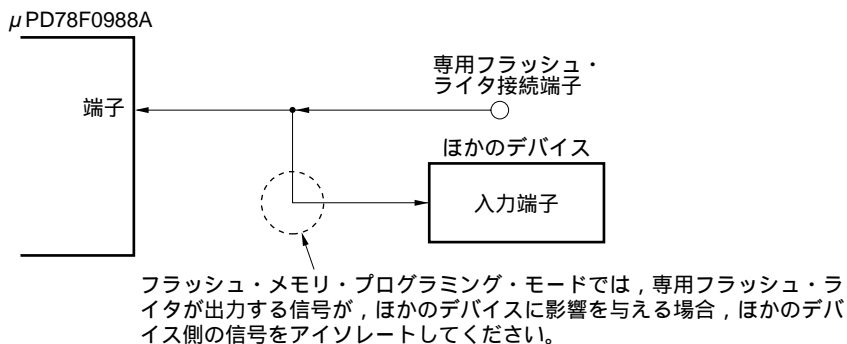 μPD78F0988A
専用フラッシュ・
ライタ接続端子
端子
ほかのデバイス
入力端子
フラッシュ・メモリ・プログラミング・モードでは，専用フラッシュ・ラ
イタが出力する信号が，ほかのデバイスに影響を与える場合，ほかのデバ
イス側の信号をアイソレートしてください。